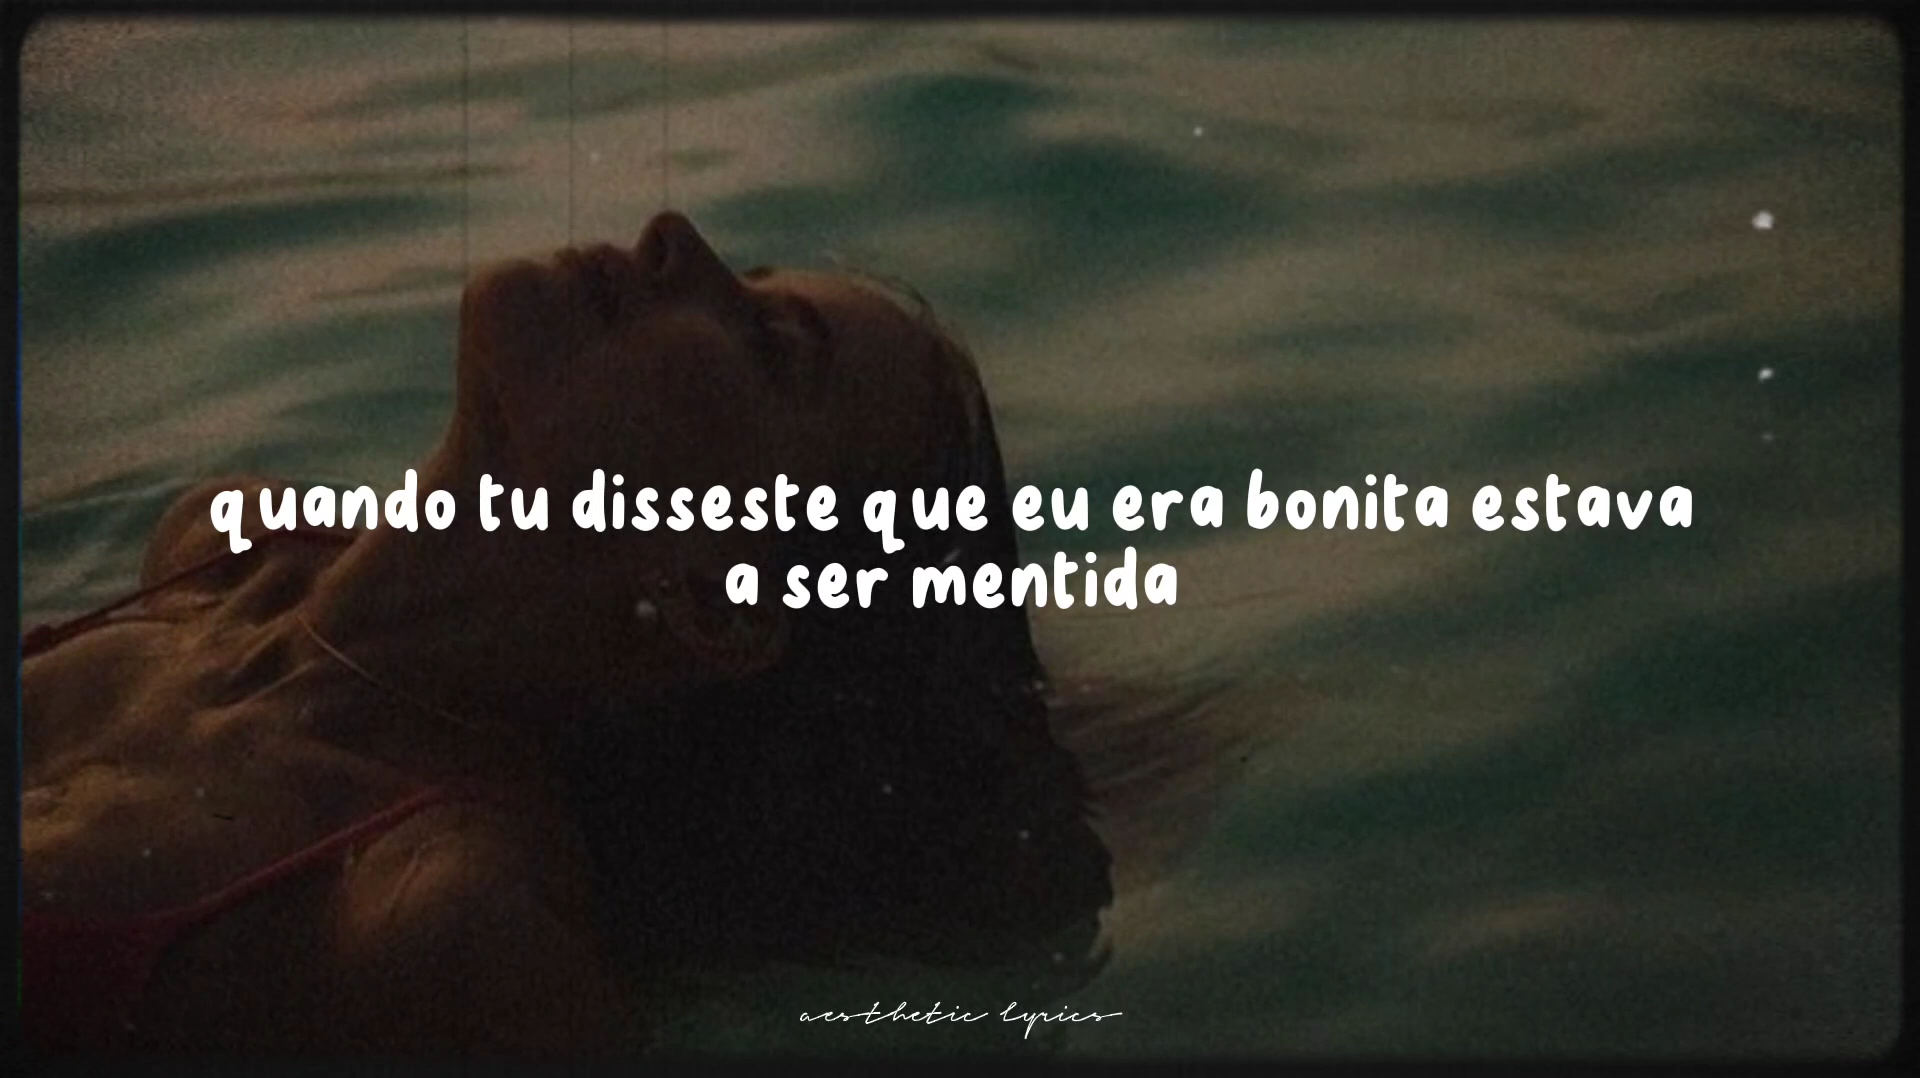 quando tu disseste que eu era bonita estava
a ser mentida
aesthetic lyrics